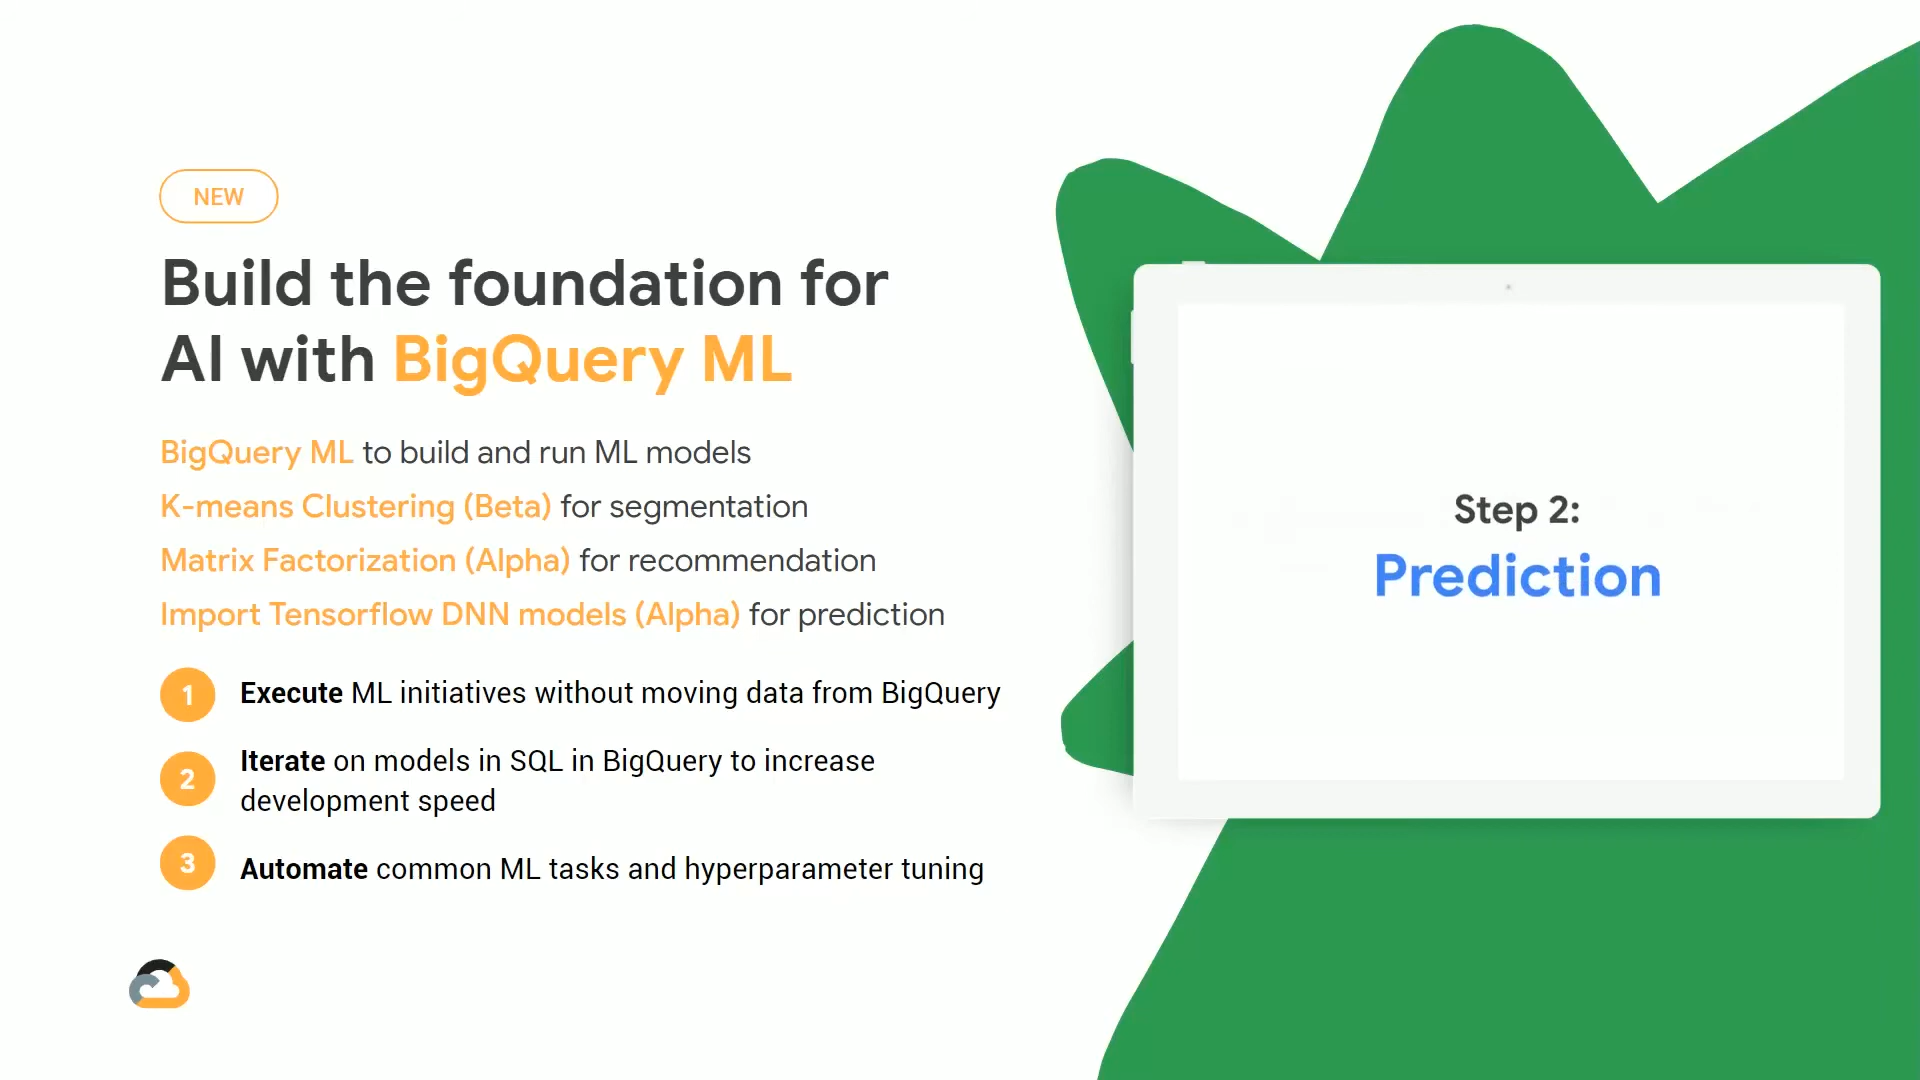 NEW
Build the foundation for
AI with BigQuery ML
BigQuery ML to build and run ML models
K-means Clustering (Beta) for segmentation
Matrix Factorization (Alpha) for recommendation
Import Tensorflow DNN models (Alpha) for prediction
1 Execute ML initiatives without moving data from BigQuery
2 Iterate on models in SQL in BigQuery to increase
development speed
3 Automate common ML tasks and hyperparameter tuning
Step 2:
Prediction